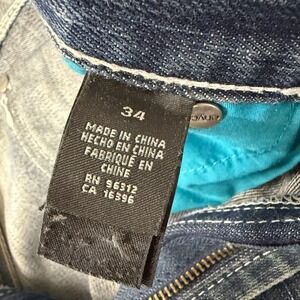 34
MADE IN CHINA
HECHO EN CHINA
FABRIQUÉ EN
CHINE
RN 96312
CA 16396